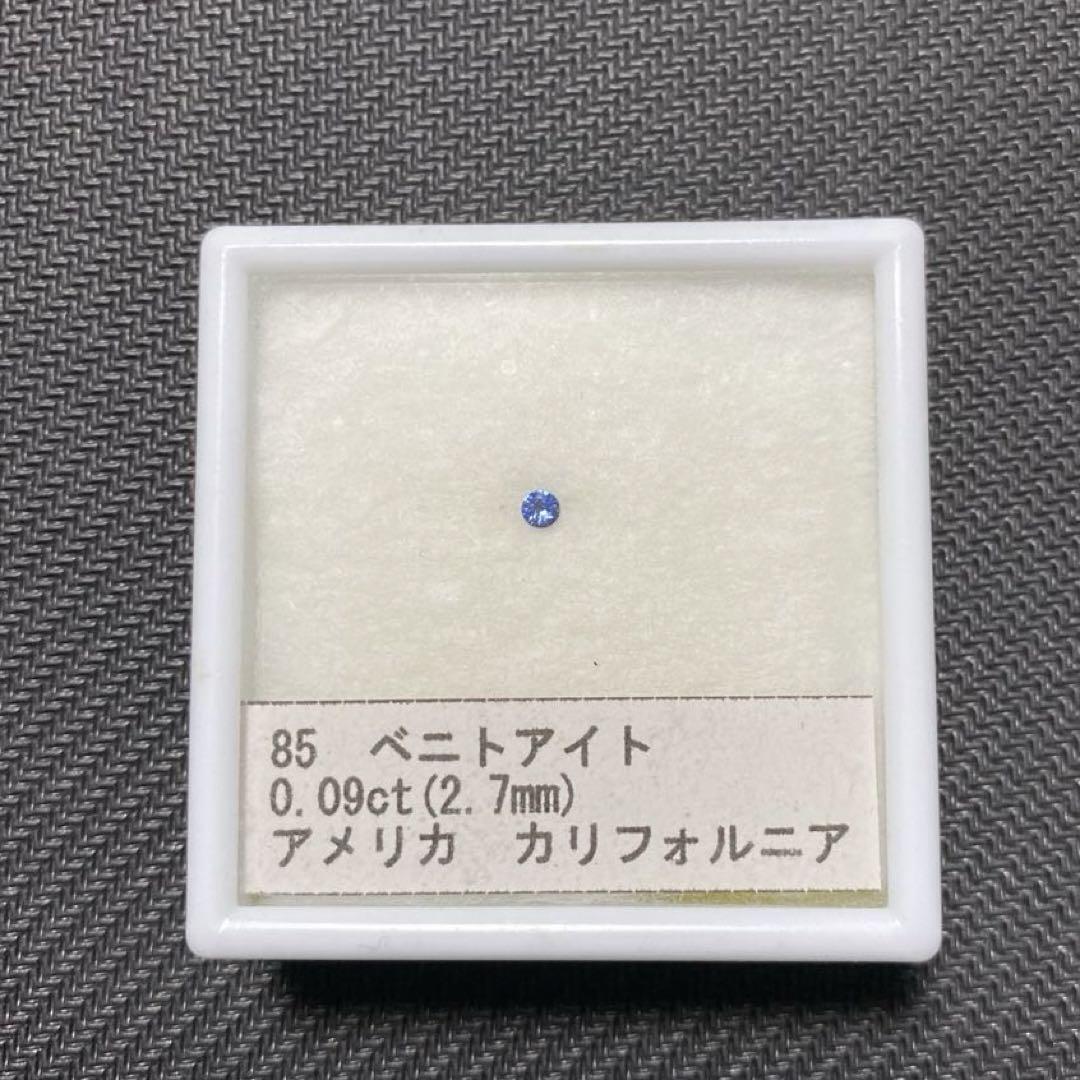 85　ベニトアイト
0.09ct(2.7mm)
アメリカ　カリフォルニア